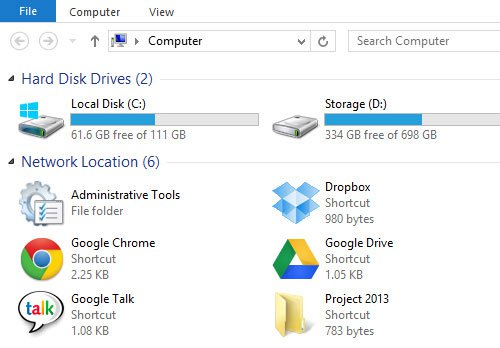 File
Computer
View
Computer
Search Computer
Hard Disk Drives (2)
Local Disk (C:)
61.6 GB free of 111 GB
Storage (D:)
334 GB free of 698 GB
Network Location (6)
Administrative Tools
File folder
Dropbox
Shortcut
980 bytes
Google Chrome
Shortcut
2.25 KB
Google Drive
Shortcut
1.05 KB
talk
Google Talk
Shortcut
1.08 KB
Project 2013
Shortcut
783 bytes